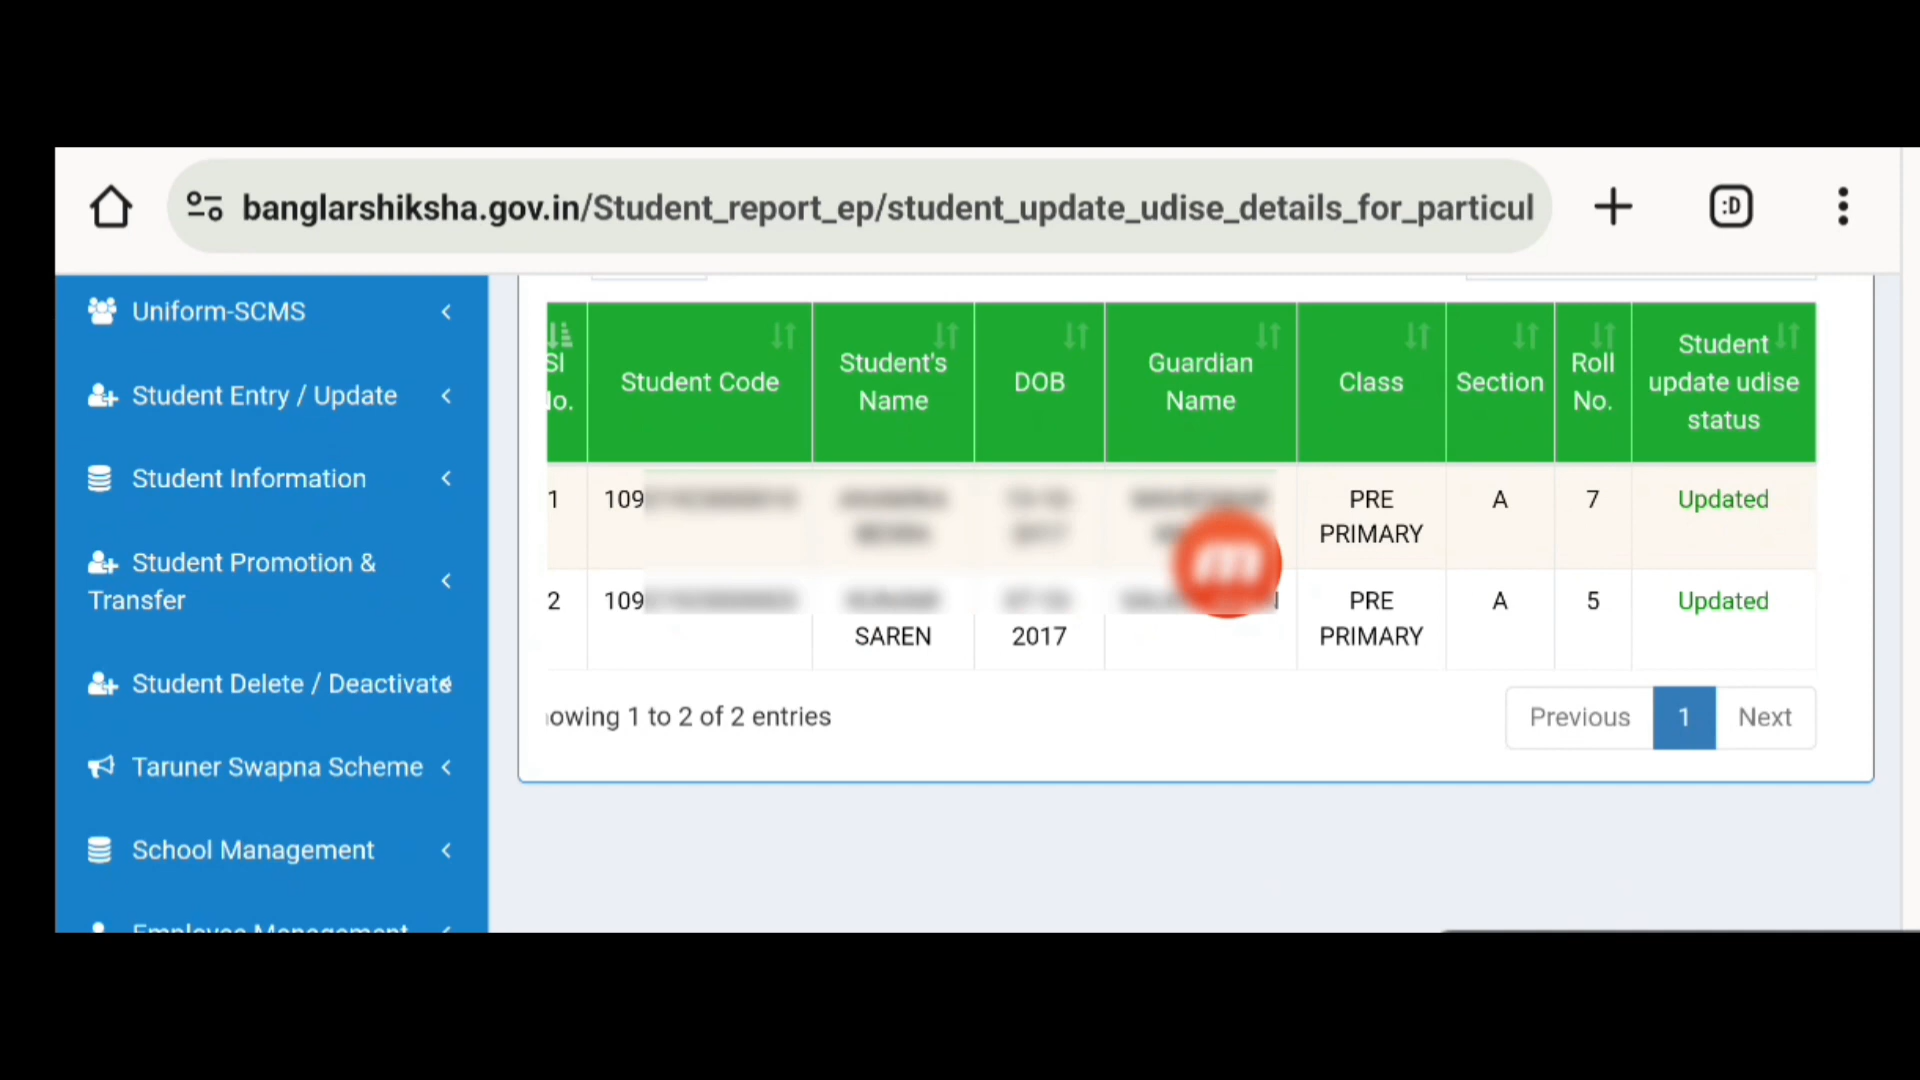 banglarshiksha.gov.in/Student_report_ep/student_update_udise_details_for_particul
:D
Uniform-SCMS
Student Entry / Update
Student Information
Student Promotion &
Transfer
Student Delete / Deactivate
Taruner Swapna Scheme
School Management
Employee Management
Sl
No.
Student Code
Student's
Name
DOB
Guardian
Name
Class
Section
Roll
No.
Student
update udise
status
1 109 PRE A 7 Updated
PRIMARY
2 109 PRE A 5 Updated
SAREN 2017 PRIMARY
owing 1 to 2 of 2 entries
Previous 1 Next